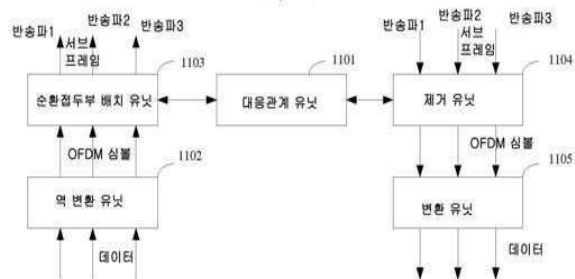 반송파1
반송파2
반송파3
서브
프레임
1103
순환접두부 배치 유닛
1101
대응관계 유닛
반송파1
반송파2
반송파3
서브
프레임
1104
제거 유닛
OFDM 심볼
1102
역 변환 유닛
데이터
OFDM 심볼
1105
변환 유닛
데이터